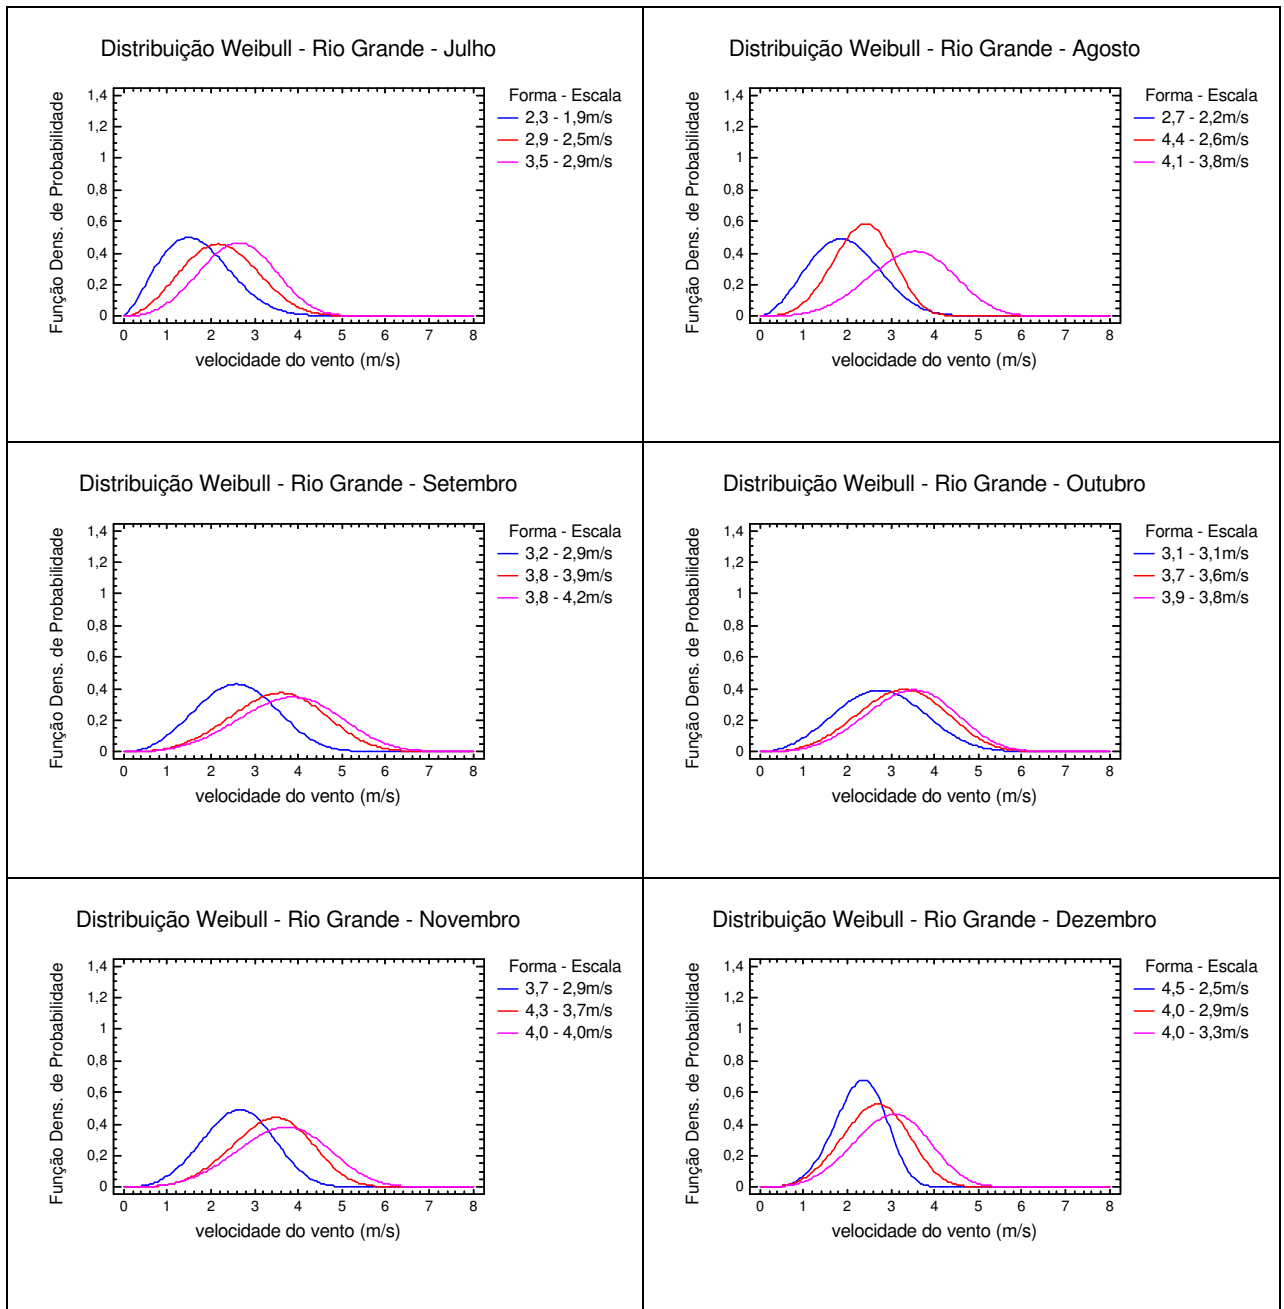 Distribuição Weibull - Rio Grande - Julho
Função Dens. de Probabilidade
1,4
1,2
1
0,8
0,6
0,4
0,2
0
0 1 2 3 4 5 6 7 8
velocidade do vento (m/s)
Forma - Escala
2,3 - 1,9m/s
2,9 - 2,5m/s
3,5 - 2,9m/s
Distribuição Weibull - Rio Grande - Agosto
Função Dens. de Probabilidade
1,4
1,2
1
0,8
0,6
0,4
0,2
0
0 1 2 3 4 5 6 7 8
velocidade do vento (m/s)
Forma - Escala
2,7 - 2,2m/s
4,4 - 2,6m/s
4,1 - 3,8m/s
Distribuição Weibull - Rio Grande - Setembro
Função Dens. de Probabilidade
1,4
1,2
1
0,8
0,6
0,4
0,2
0
0 1 2 3 4 5 6 7 8
velocidade do vento (m/s)
Forma - Escala
3,2 - 2,9m/s
3,8 - 3,9m/s
3,8 - 4,2m/s
Distribuição Weibull - Rio Grande - Outubro
Função Dens. de Probabilidade
1,4
1,2
1
0,8
0,6
0,4
0,2
0
0 1 2 3 4 5 6 7 8
velocidade do vento (m/s)
Forma - Escala
3,1 - 3,1m/s
3,7 - 3,6m/s
3,9 - 3,8m/s
Distribuição Weibull - Rio Grande - Novembro
Função Dens. de Probabilidade
1,4
1,2
1
0,8
0,6
0,4
0,2
0
0 1 2 3 4 5 6 7 8
velocidade do vento (m/s)
Forma - Escala
3,7 - 2,9m/s
4,3 - 3,7m/s
4,0 - 4,0m/s
Distribuição Weibull - Rio Grande - Dezembro
Função Dens. de Probabilidade
1,4
1,2
1
0,8
0,6
0,4
0,2
0
0 1 2 3 4 5 6 7 8
velocidade do vento (m/s)
Forma - Escala
4,5 - 2,5m/s
4,0 - 2,9m/s
4,0 - 3,3m/s